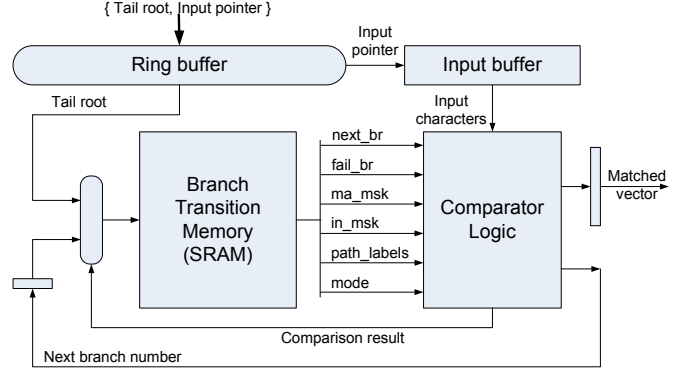 { Tail root, Input pointer }
Ring buffer
Input
pointer
Input buffer
Tail root
Input
characters
Branch
Transition
Memory
(SRAM)
next_br
fail_br
ma_msk
in_msk
path_labels
mode
Comparator
Logic
Matched
vector
Comparison result
Next branch number